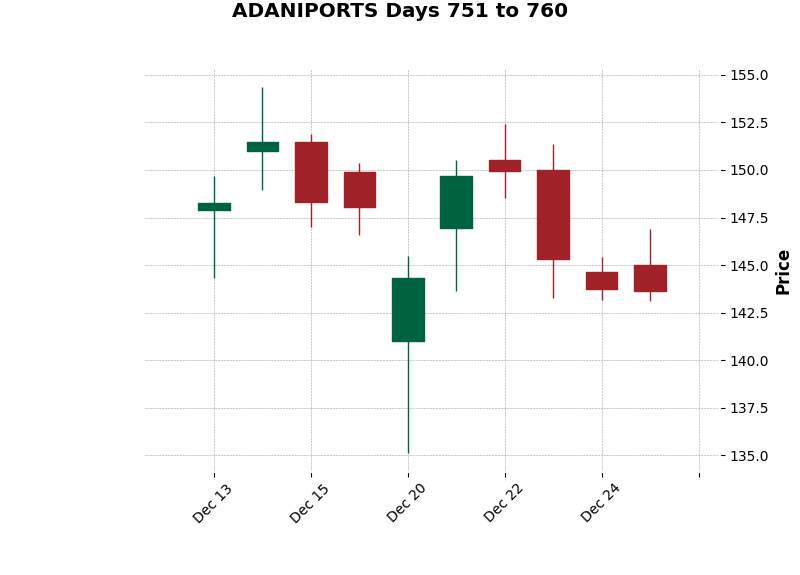 ADANIPORTS Days 751 to 760
155.0
152.5
150.0
147.5
145.0
142.5
140.0
137.5
135.0
Price
Dec 13
Dec 15
Dec 20
Dec 22
Dec 24